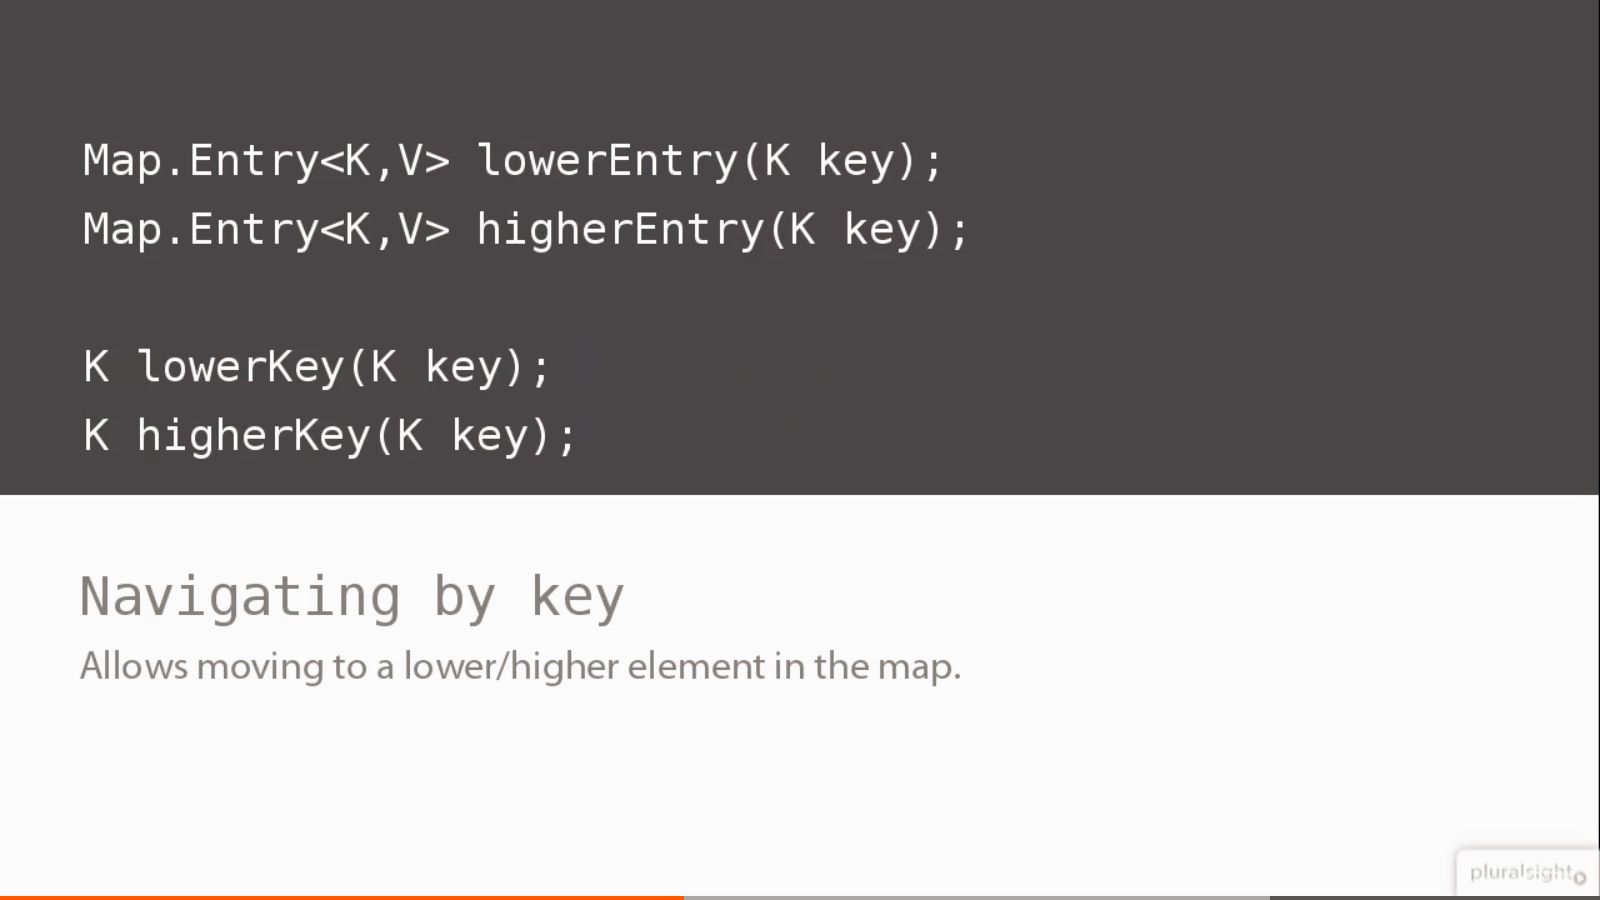 Map.Entry<K,V> lowerEntry(K key);
Map.Entry<K,V> higherEntry(K key);
K lowerKey(K key);
K higherKey(K key);
Navigating by key
Allows moving to a lower/higher element in the map.
pluralsight